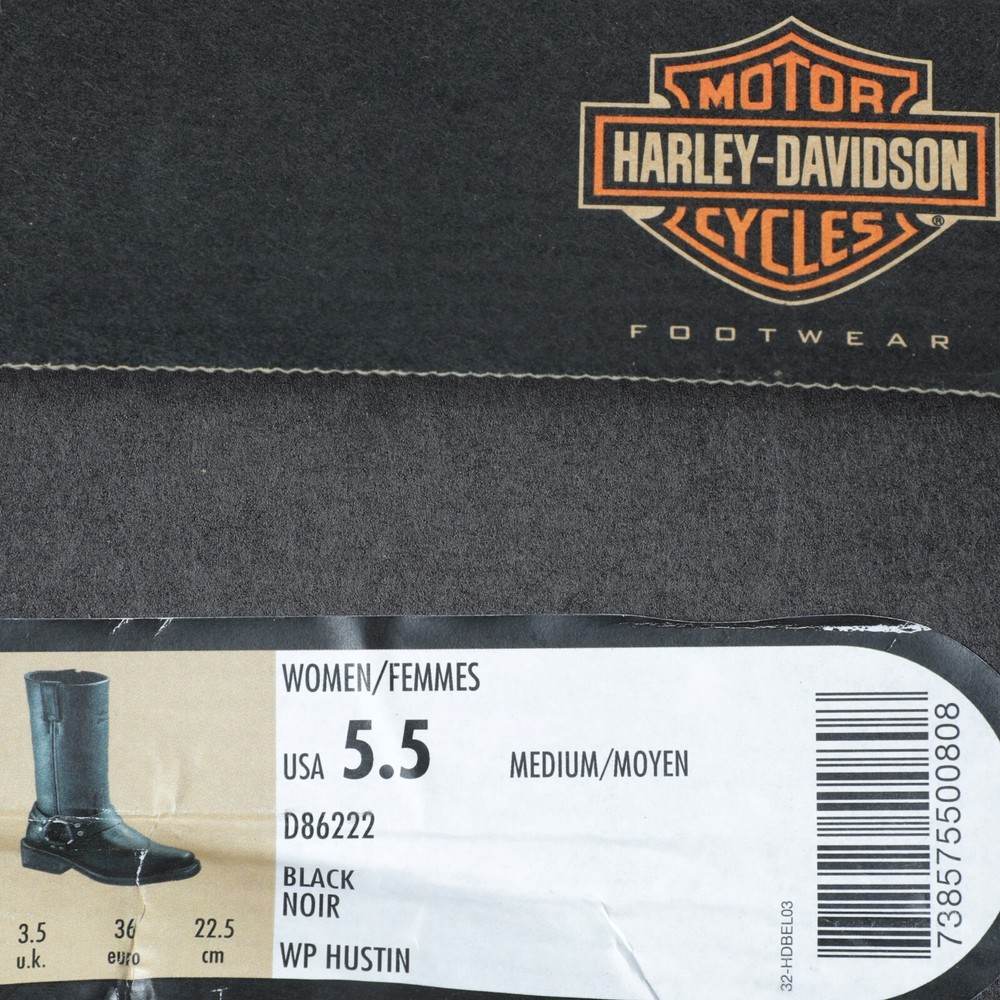 MOTOR
HARLEY-DAVIDSON
CYCLES ®
FOOTWEAR
WOMEN/FEMMES
USA 5.5 MEDIUM/MOYEN
D86222
BLACK
NOIR
WP HUSTIN
3.5 36 22.5
u.k. euro cm
32-HDBEL03
738575500808